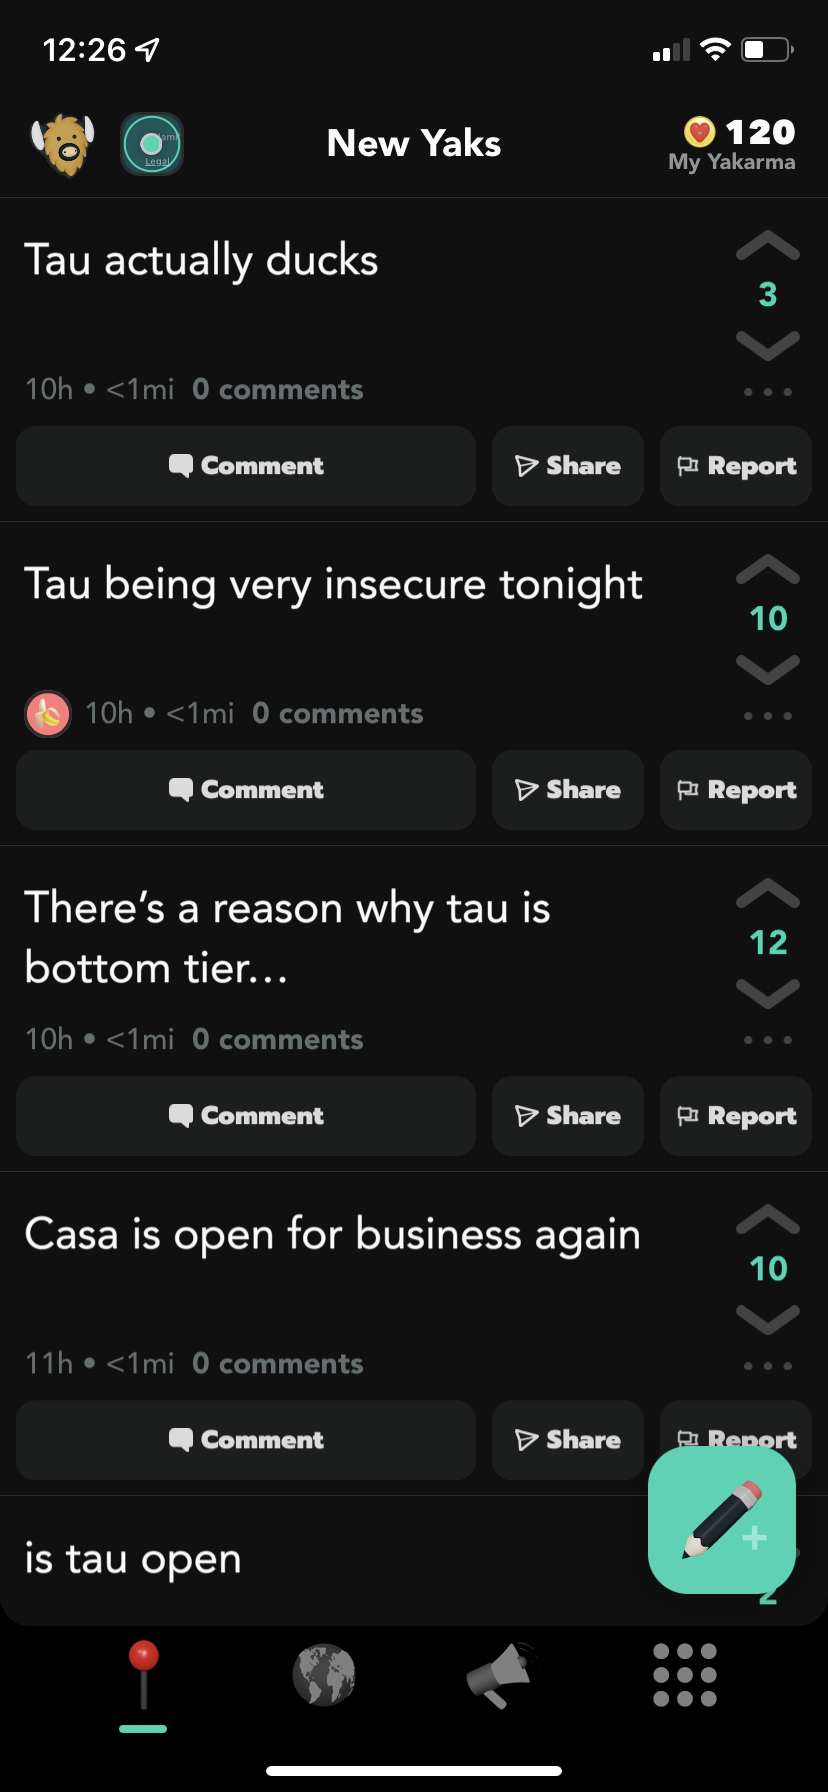 12:26
Legal
New Yaks
120
My Yakarma
Tau actually ducks
3
10h • <1mi 0 comments
Comment Share Report
Tau being very insecure tonight
10
10h • <1mi 0 comments
Comment Share Report
There's a reason why tau is
bottom tier...
12
10h • <1mi 0 comments
Comment Share Report
Casa is open for business again
10
11h • <1mi 0 comments
Comment Share Report
is tau open
2